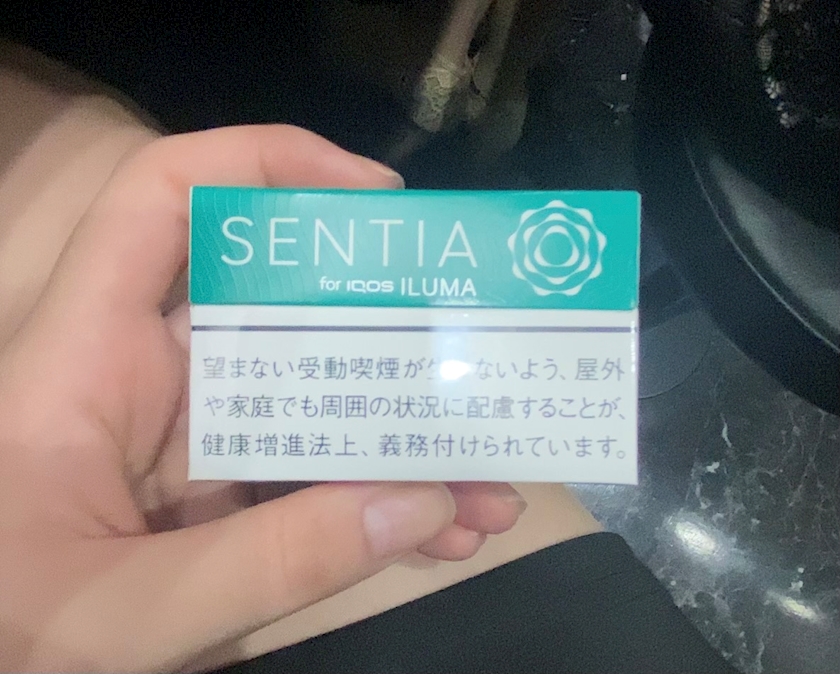 SENTIA
for IQOS ILUMA
望まない受動喫煙が生 ないよう、屋外
や家庭でも周囲の状況に配慮することが、
健康増進法上、義務付けられています。